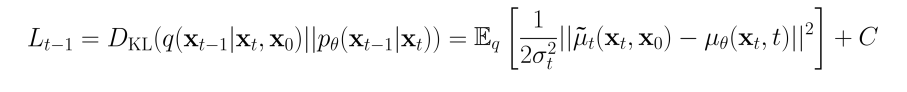 $L_{t-1} = D_{\mathrm{KL}}(q(\mathbf{x}_{t-1}|\mathbf{x}_t, \mathbf{x}_0)||p_\theta(\mathbf{x}_{t-1}|\mathbf{x}_t)) = \mathbb{E}_q \left[ \frac{1}{2\sigma_t^2} ||\tilde{\mu}_t(\mathbf{x}_t, \mathbf{x}_0) - \mu_\theta(\mathbf{x}_t, t)||^2 \right] + C$